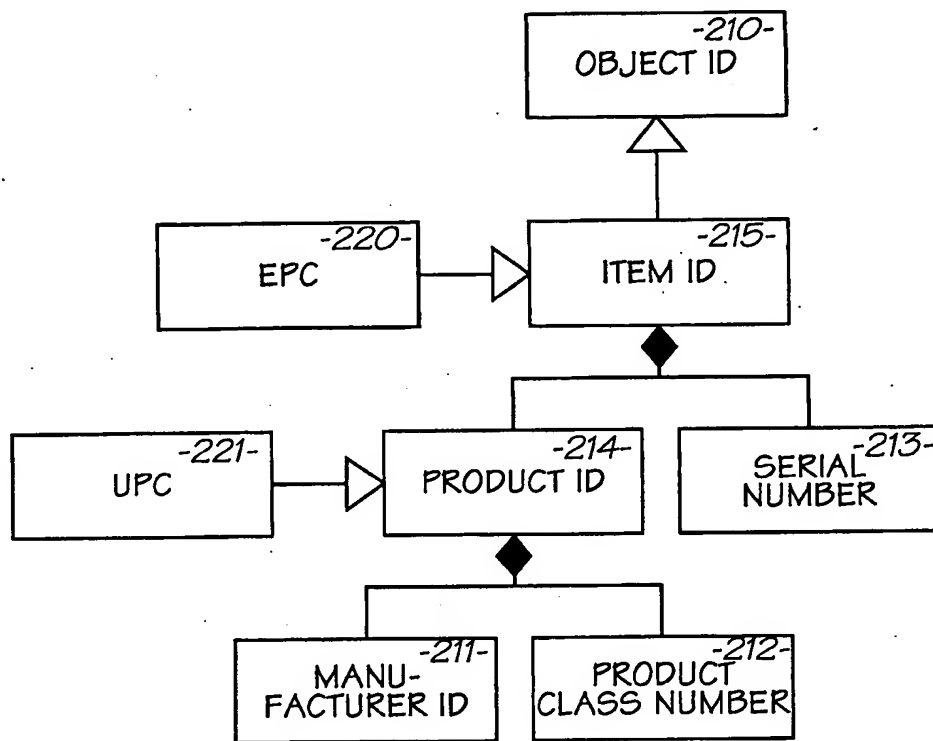 -210-
OBJECT ID
-220-
EPC
-215-
ITEM ID
-221-
UPC
-214-
PRODUCT ID
-213-
SERIAL
NUMBER
-211-
MANU-
FACTURER ID
-212-
PRODUCT
CLASS NUMBER